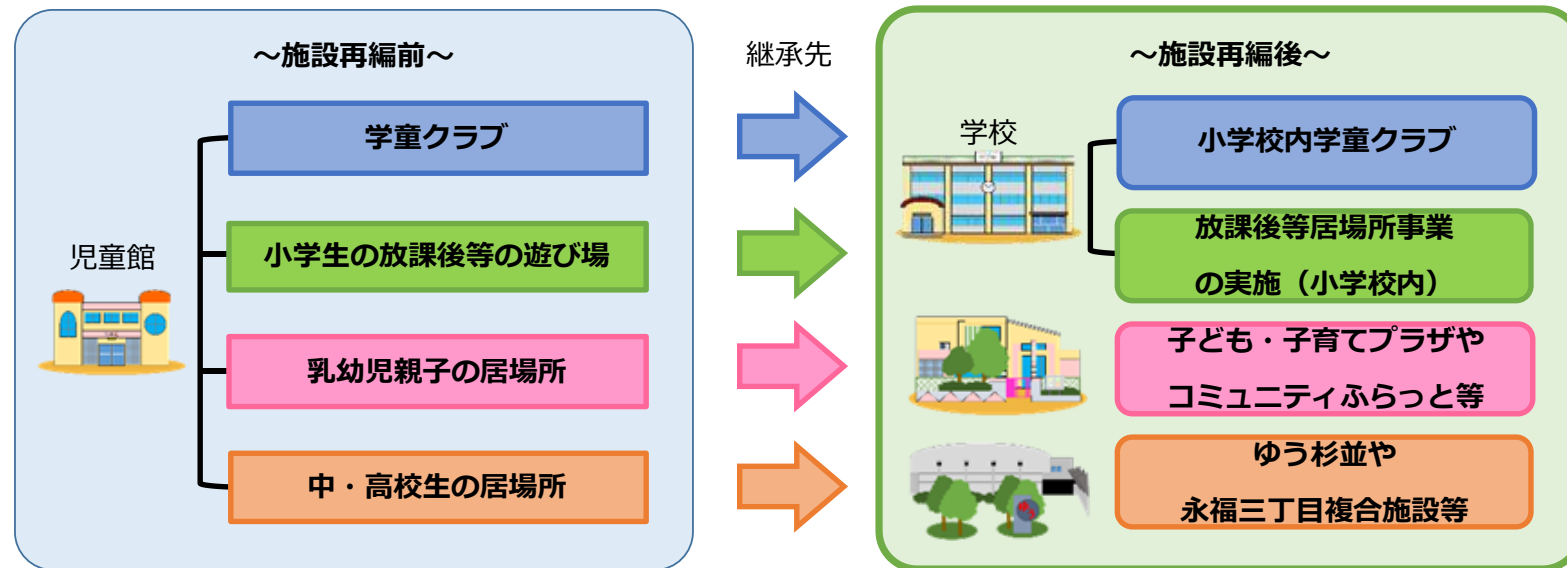 ～施設再編前～
学童クラブ
小学生の放課後等の遊び場
児童館
乳幼児親子の居場所
中・高校生の居場所
継承先
～施設再編後～
学校
小学校内学童クラブ
放課後等居場所事業
の実施（小学校内）
子ども・子育てプラザや
コミュニティふらっと等
ゆう杉並や
永福三丁目複合施設等